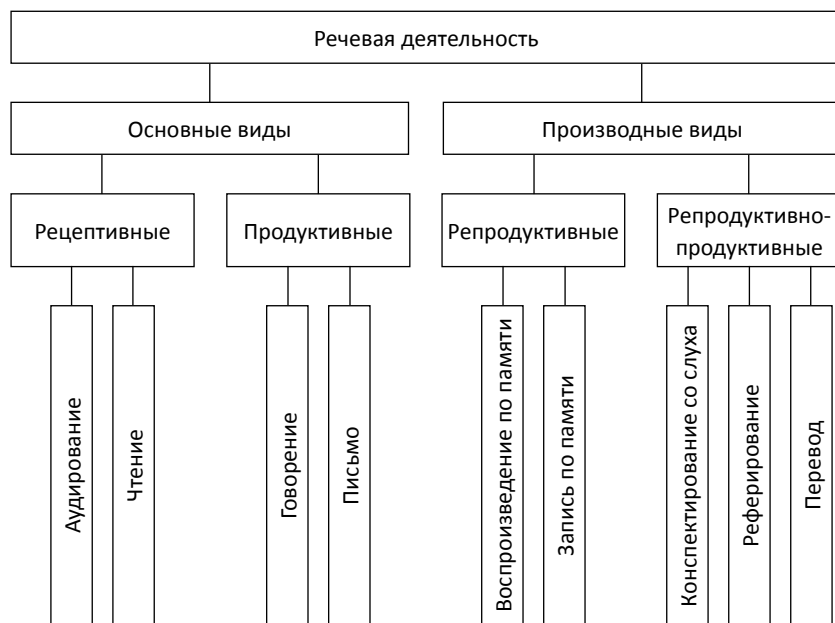 Речевая деятельность
Основные виды
Производные виды
Рецептивные
Продуктивные
Репродуктивные
Репродуктивно-
продуктивные
Аудирование
Чтение
Говорение
Письмо
Воспроизведение по памяти
Запись по памяти
Конспектирование со слуха
Реферирование
Перевод